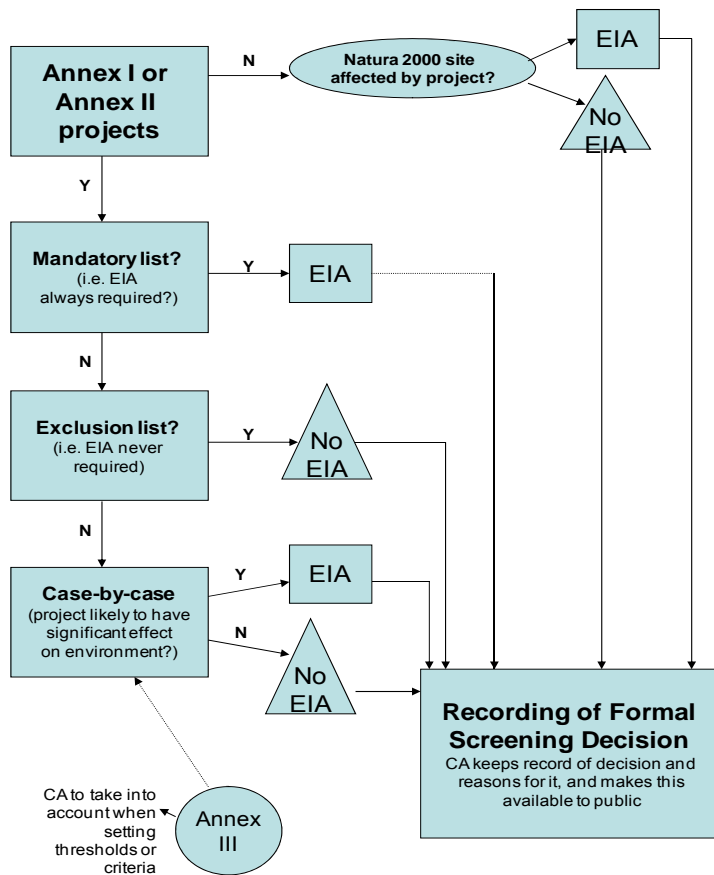 Annex I or
Annex II
projects
N
Natura 2000 site
affected by project?
EIA
No
EIA
Y
Mandatory list?
(i.e. EIA
always required?)
Y
EIA
N
Exclusion list?
(i.e. EIA never
required)
Y
No
EIA
N
Case-by-case
(project likely to have
significant effect
on environment?)
Y
EIA
N
No
EIA
Recording of Formal
Screening Decision
CA keeps record of decision and
reasons for it, and makes this
available to public
CA to take into
account when
setting
thresholds or
criteria
Annex
III